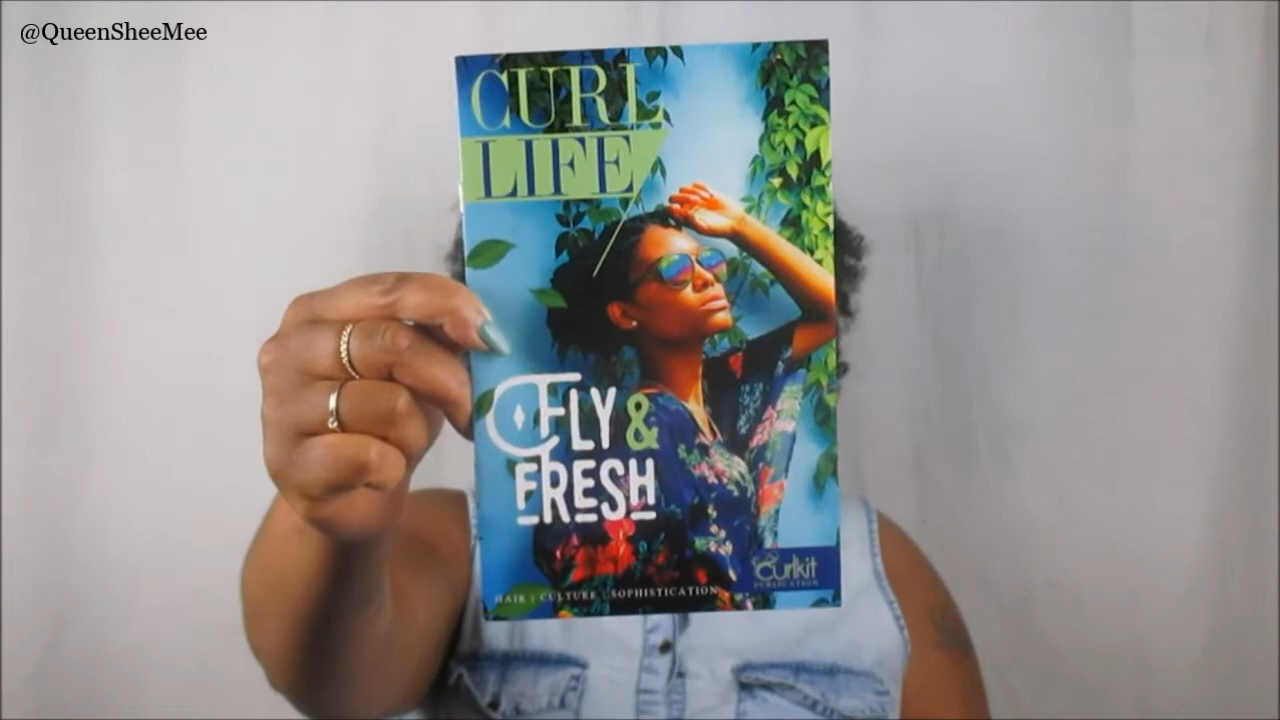 @QueenSheeMee
CURL
LIFE
FLY &
FRESH
curlkit
PUBLICATION
HAIR | CULTURE | SOPHISTICATION